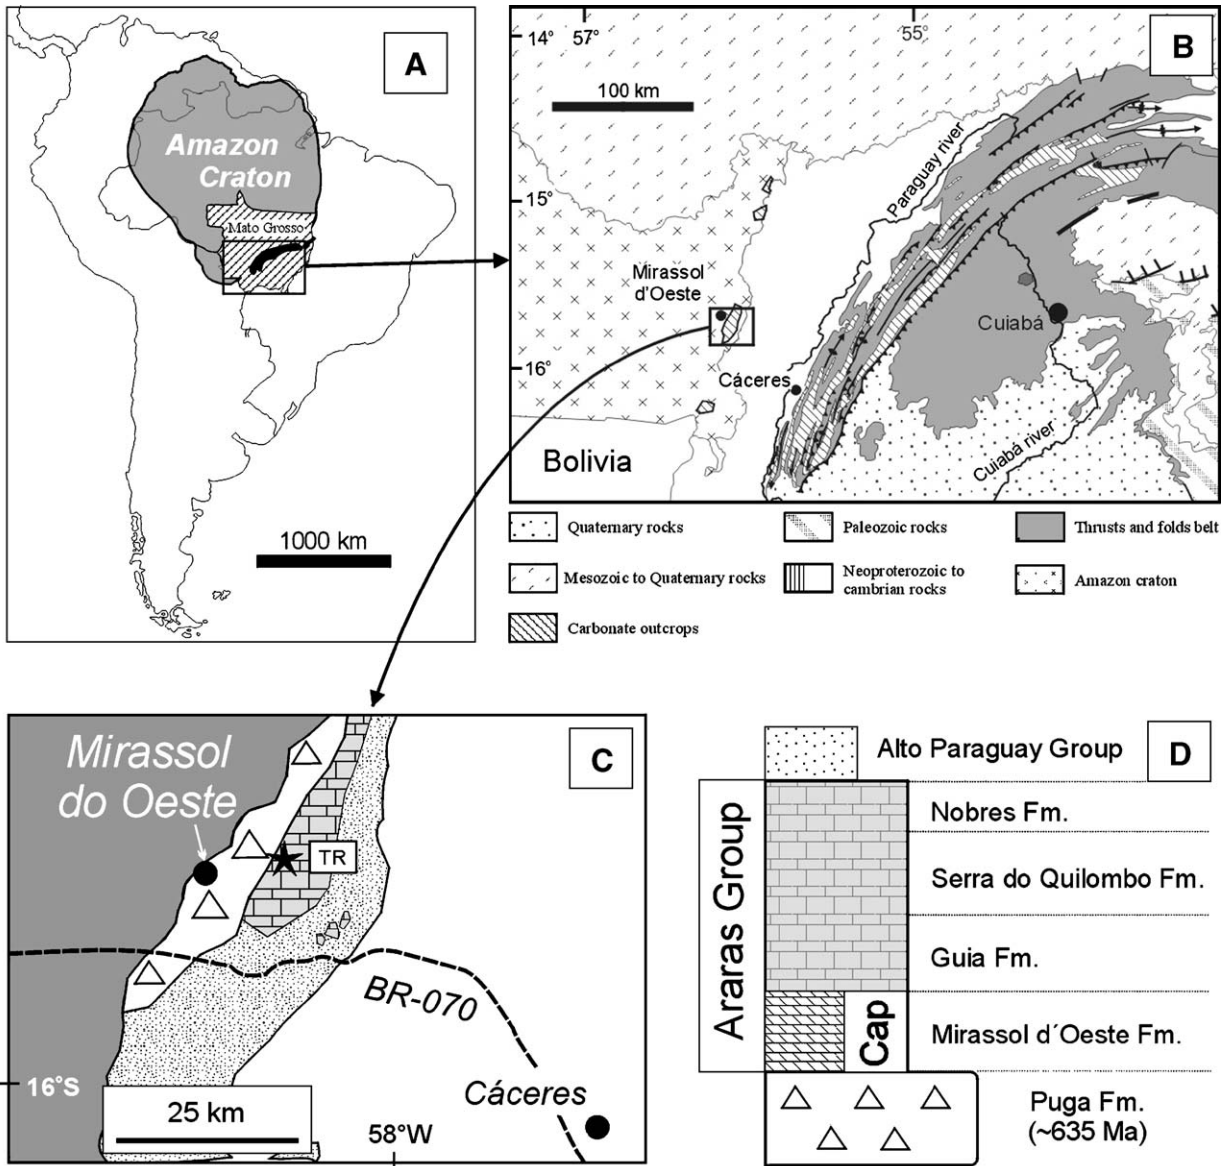 A
Amazon
Craton
Mato Grosso
1000 km
B
14°
57°
55°
100 km
Paraguay river
15°
Mirassol
d'Oeste
Cuiabá
16°
Cáceres
Cuiabá river
Bolivia
Quaternary rocks
Paleozoic rocks
Thrusts and folds belt
Mesozoic to Quaternary rocks
Neoproterozoic to
cambrian rocks
Amazon craton
Carbonate outcrops
C
Mirassol
do Oeste
TR
BR-070
16°S
25 km
58°W
Cáceres
D
Alto Paraguay Group
Araras Group
Nobres Fm.
Serra do Quilombo Fm.
Guia Fm.
Cap
Mirassol d´Oeste Fm.
Puga Fm.
(~635 Ma)